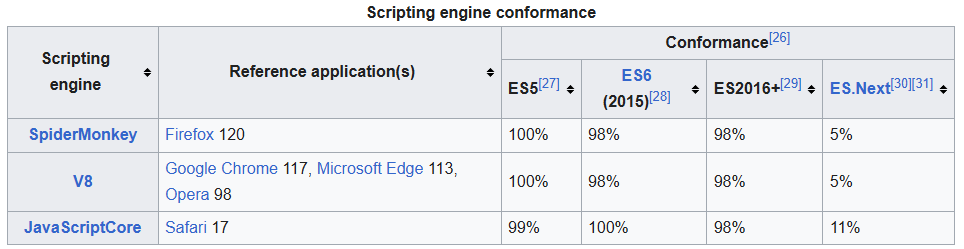 Scripting engine conformance
Scripting engine
Reference application(s)
Conformance[26]
ES5[27]
ES6 (2015)[28]
ES2016+[29]
ES.Next[30][31]
SpiderMonkey
Firefox 120
100%
98%
98%
5%
V8
Google Chrome 117, Microsoft Edge 113,
Opera 98
100%
98%
98%
5%
JavaScriptCore
Safari 17
99%
100%
98%
11%